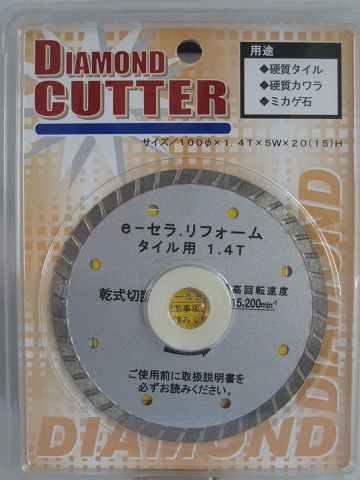 DIAMOND
CUTTER
用途
◆硬質タイル
◆硬質カワラ
◆ミカゲ石
サイズ/100φ×1.4T×5W×20(15)H
e-セラ.リフォーム
タイル用 1.4T
乾式切断
高回転速度
15,200min⁻¹
ご使用前に取扱説明書を
必ずお読みください。
DIAMOND
DIAMOND